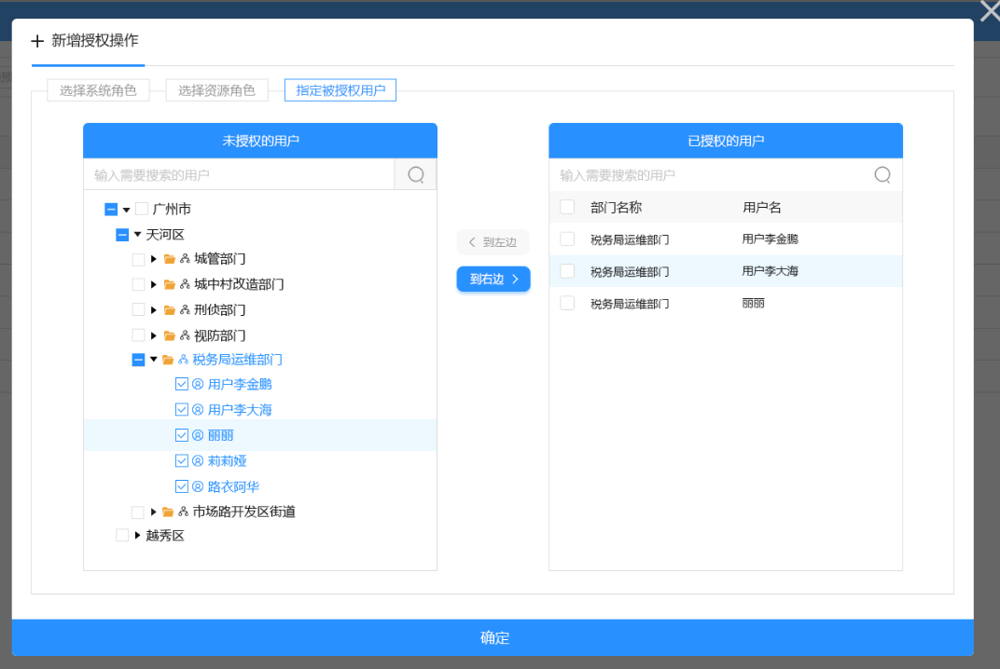 新增授权操作
选择系统角色 选择资源角色 指定被授权用户
未授权的用户
输入需要搜索的用户
广州市
天河区
城管部门
城中村改造部门
刑侦部门
视防部门
税务局运维部门
用户李金鹏
用户李大海
丽丽
莉莉娅
路衣阿华
市场路开发区街道
越秀区
到左边
到右边
已授权的用户
输入需要搜索的用户
部门名称 用户名
税务局运维部门 用户李金鹏
税务局运维部门 用户李大海
税务局运维部门 丽丽
确定